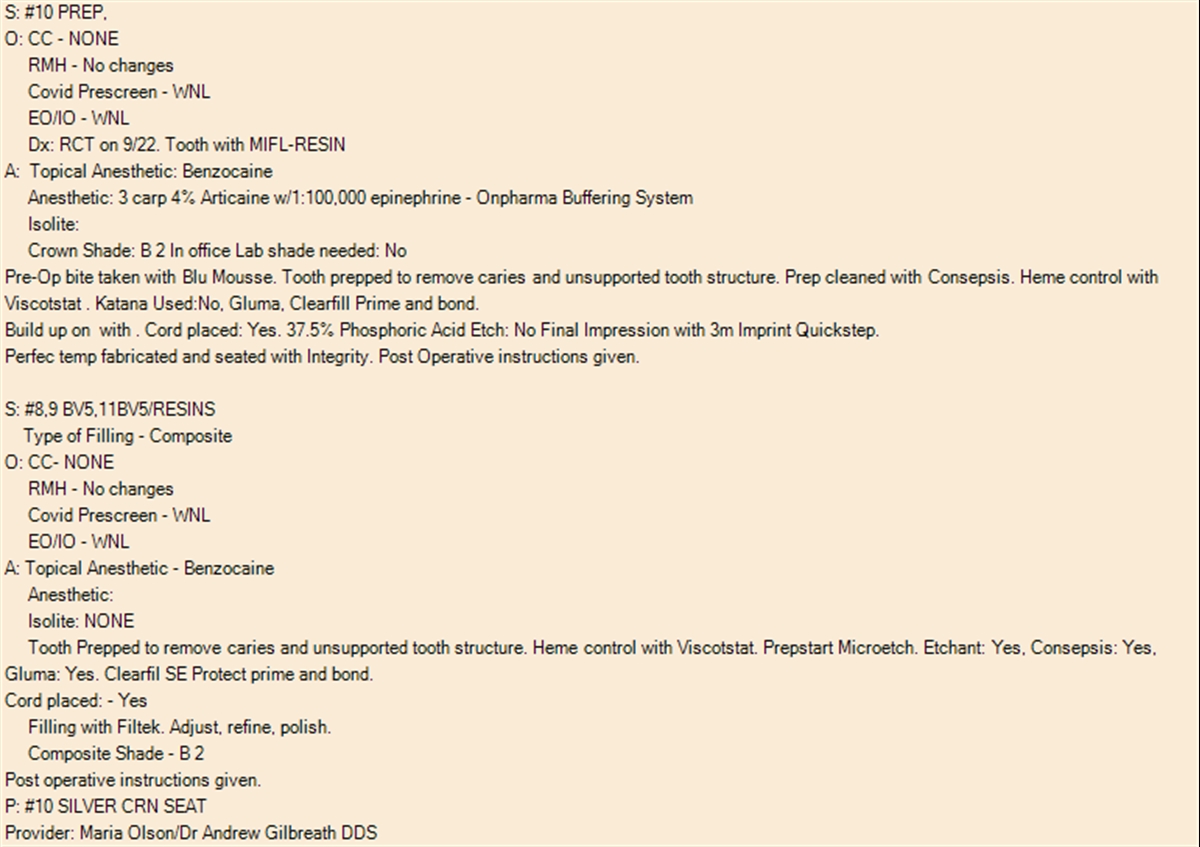 S: #10 PREP,
O: CC - NONE
RMH - No changes
Covid Prescreen - WNL
EO/IO - WNL
Dx: RCT on 9/22. Tooth with MIFL-RESIN
A: Topical Anesthetic: Benzocaine
Anesthetic: 3 carp 4% Articaine w/1:100,000 epinephrine - Onpharma Buffering System
Isolite:
Crown Shade: B 2 In office Lab shade needed: No
Pre-Op bite taken with Blu Mousse. Tooth prepped to remove caries and unsupported tooth structure. Prep cleaned with Consepsis. Heme control with
Viscotstat . Katana Used:No, Gluma, Clearfill Prime and bond.
Build up on  with . Cord placed: Yes. 37.5% Phosphoric Acid Etch: No Final Impression with 3m Imprint Quickstep.
Perfec temp fabricated and seated with Integrity. Post Operative instructions given.

S: #8,9 BV5,11BV5/RESINS
Type of Filling - Composite
O: CC- NONE
RMH - No changes
Covid Prescreen - WNL
EO/IO - WNL
A: Topical Anesthetic - Benzocaine
Anesthetic:
Isolite: NONE
Tooth Prepped to remove caries and unsupported tooth structure. Heme control with Viscotstat. Prepstart Microetch. Etchant: Yes, Consepsis: Yes,
Gluma: Yes. Clearfil SE Protect prime and bond.
Cord placed: - Yes
Filling with Filtek. Adjust, refine, polish.
Composite Shade - B 2
Post operative instructions given.
P: #10 SILVER CRN SEAT
Provider: Maria Olson/Dr Andrew Gilbreath DDS